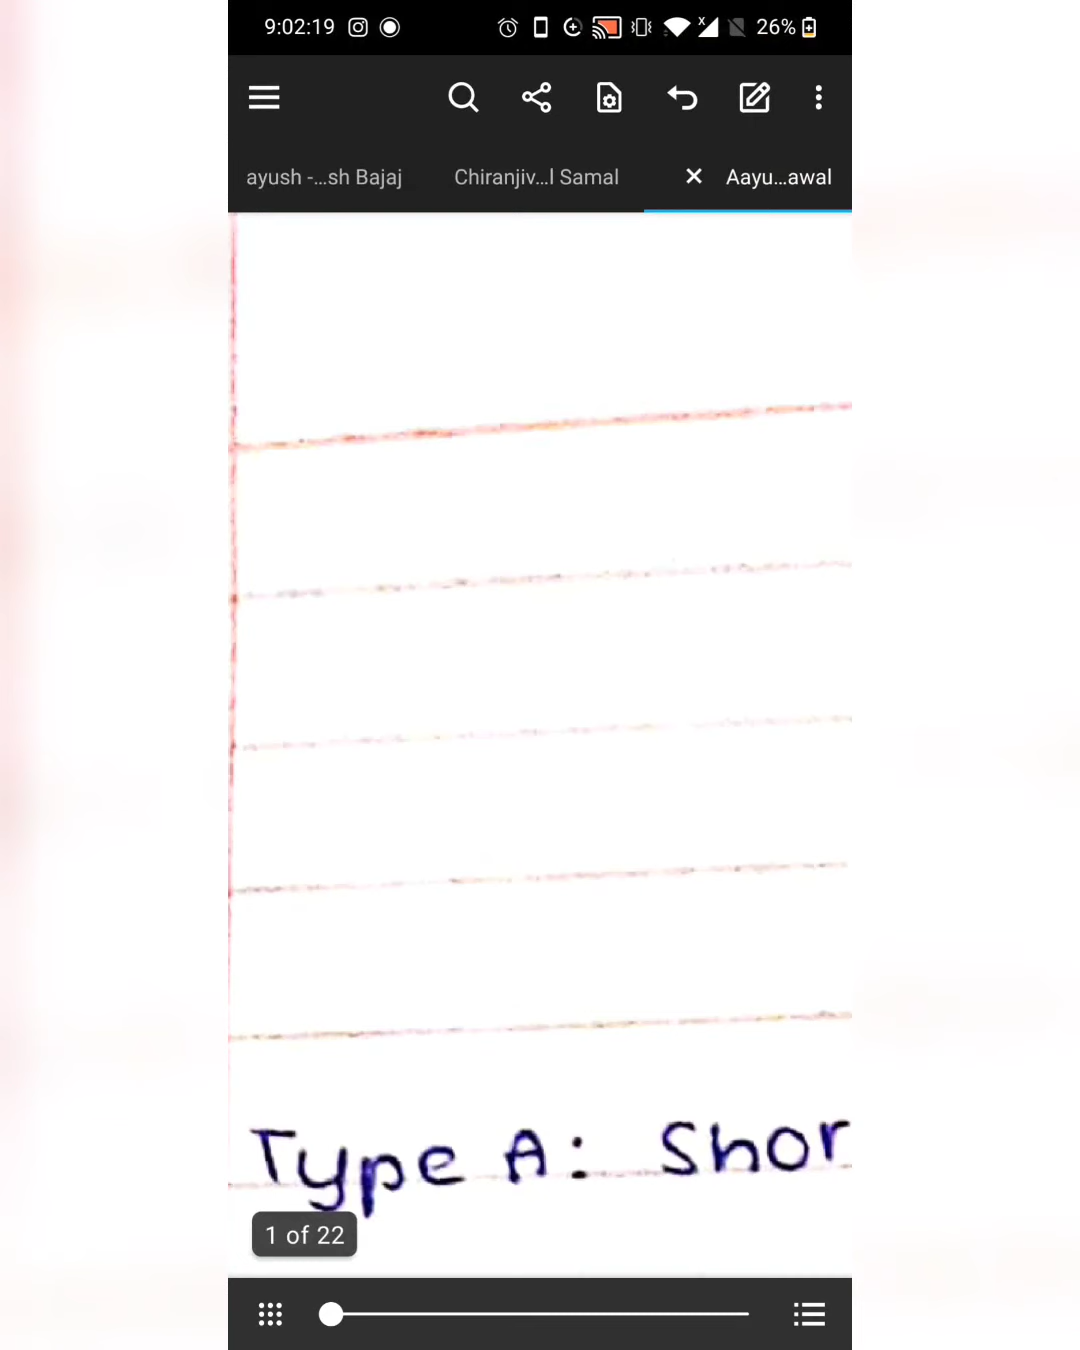 9:02:19 x 26%
ayush -...sh Bajaj Chiranjiv...l Samal Aayu...awal
Type A: Shor
1 of 22